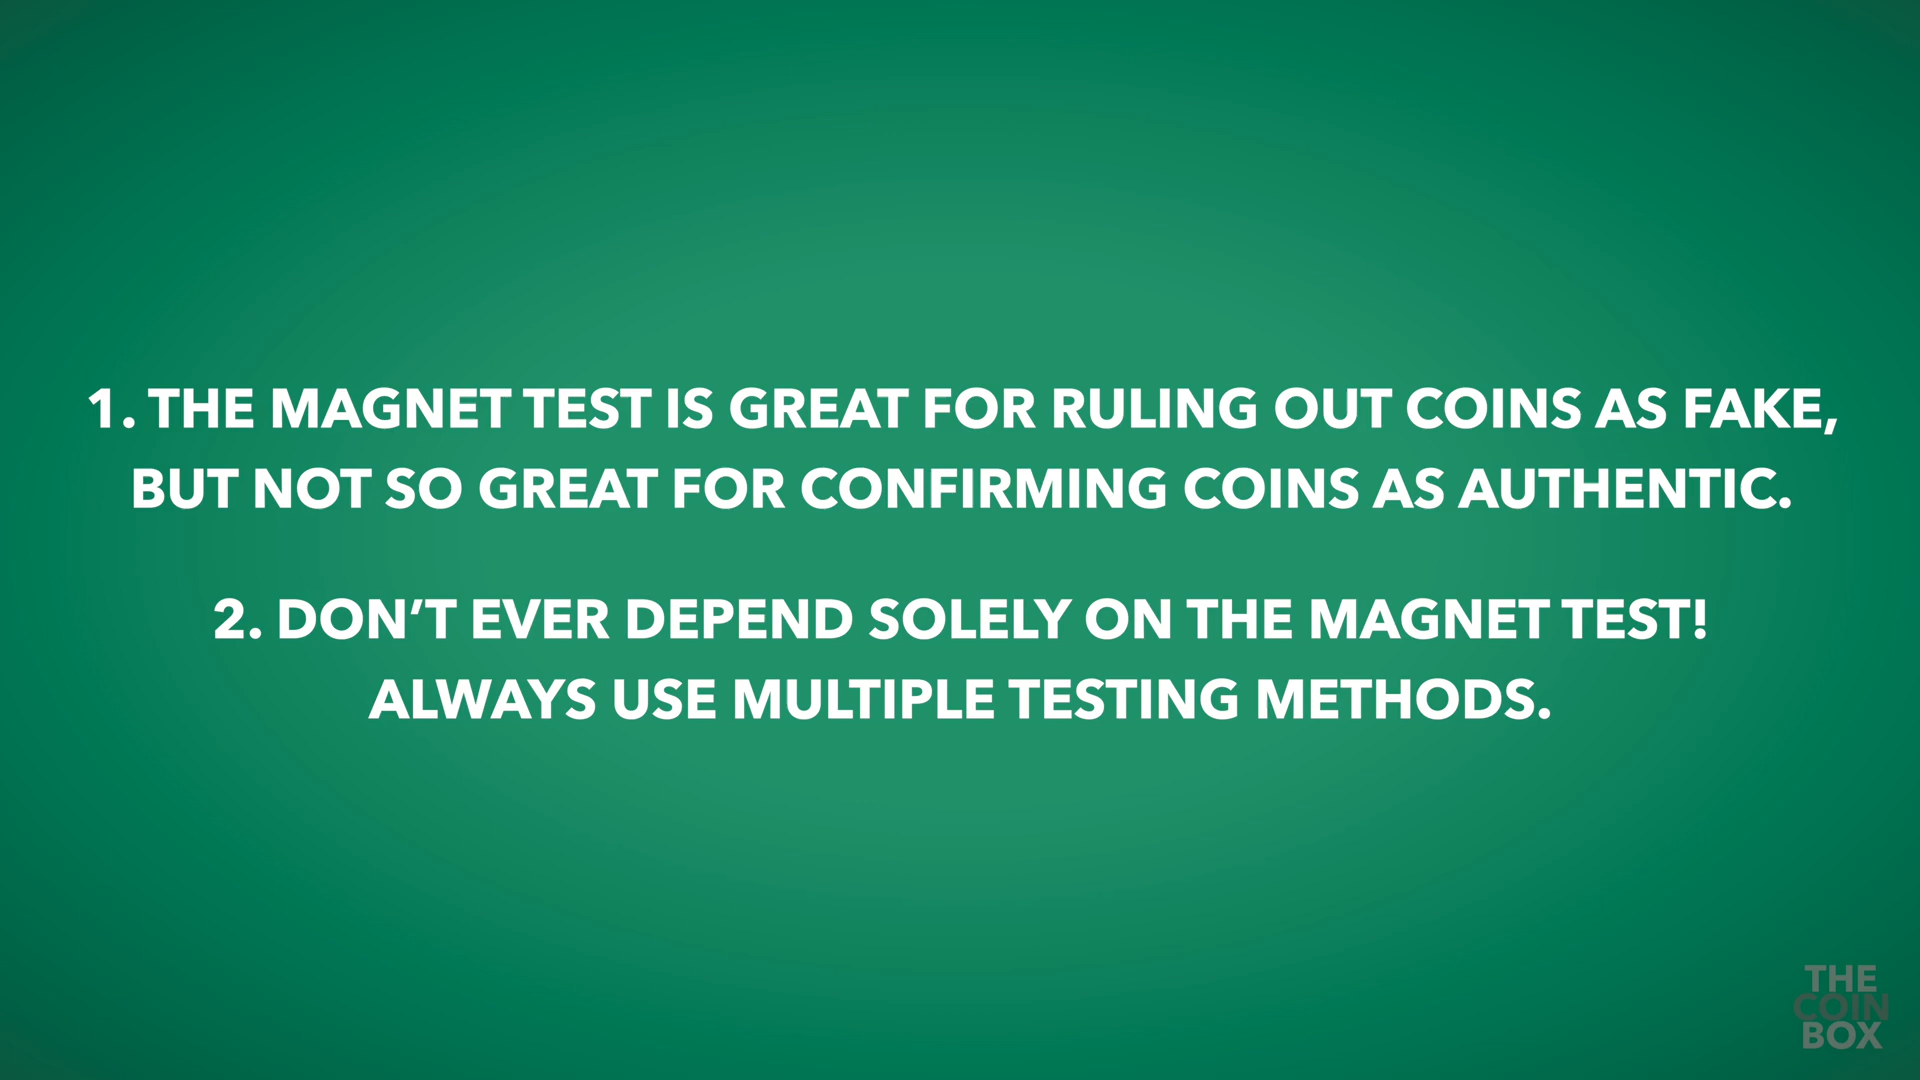 1. THE MAGNET TEST IS GREAT FOR RULING OUT COINS AS FAKE,
BUT NOT SO GREAT FOR CONFIRMING COINS AS AUTHENTIC.
2. DON’T EVER DEPEND SOLELY ON THE MAGNET TEST!
ALWAYS USE MULTIPLE TESTING METHODS.
THE
COIN
BOX